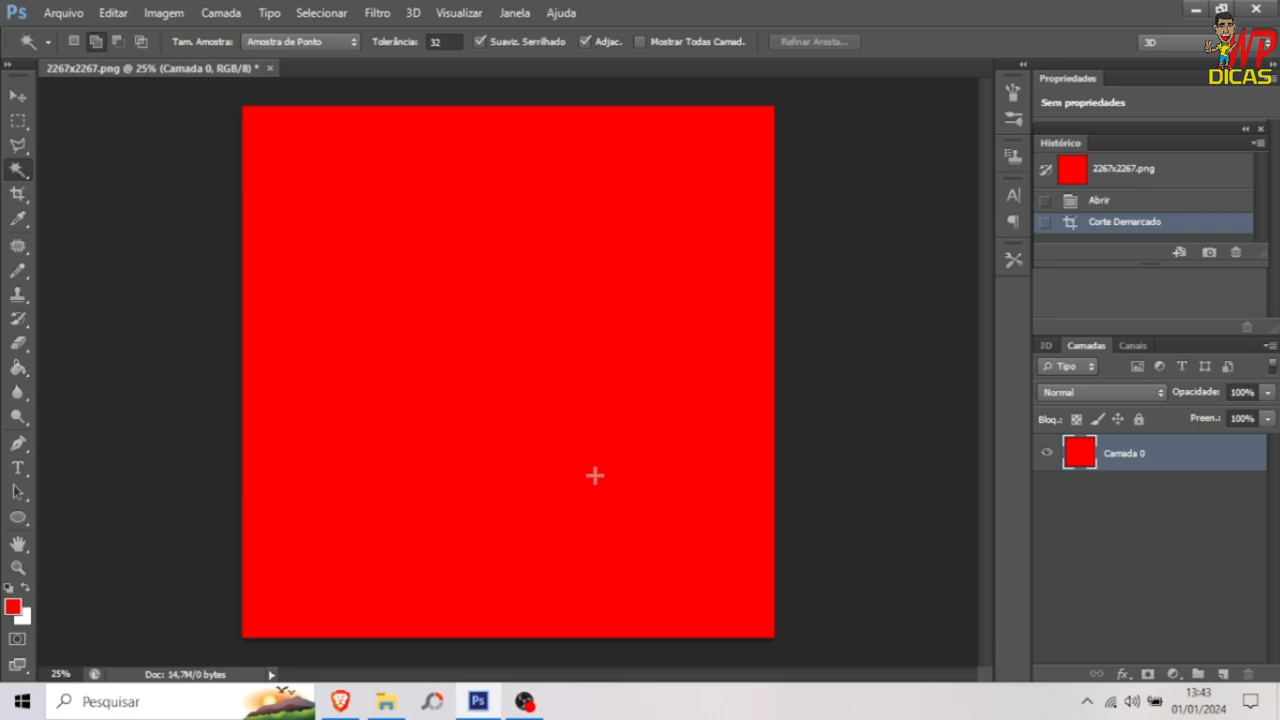 Ps Arquivo Editar Imagem Camada Tipo Selecionar Filtro 3D Visualizar Janela Ajuda
Tam. Amostra: Amostra de Ponto Tolerância: 32 Suaviz. Serrilhado Adjac. Mostrar Todas Camad. Refinar Aresta... 3D
WP
DICAS
2267x2267.png @ 25% (Camada 0, RGB/8) * ×
Propriedades
Sem propriedades
Histórico
2267x2267.png
Abrir
Corte Demarcado
3D Camadas Canais
Tipo
Normal Opacidade: 100%
Bloq.: Preen.: 100%
Camada 0
25% Doc: 14,7M/0 bytes
Pesquisar Ps
13:43
01/01/2024